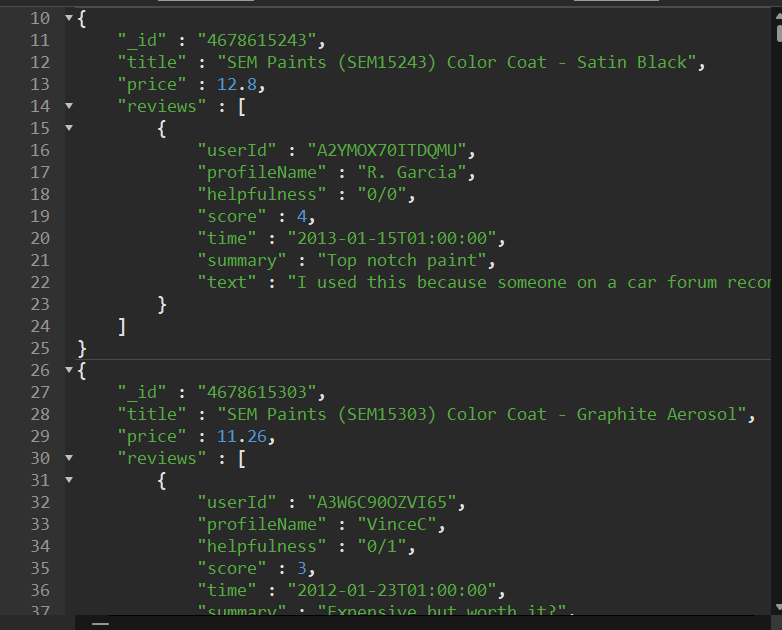 10 {
11 "_id" : "4678615243",
12 "title" : "SEM Paints (SEM15243) Color Coat - Satin Black",
13 "price" : 12.8,
14 "reviews" : [
15 {
16 "userId" : "A2YMOX70ITDQMU",
17 "profileName" : "R. Garcia",
18 "helpfulness" : "0/0",
19 "score" : 4,
20 "time" : "2013-01-15T01:00:00",
21 "summary" : "Top notch paint",
22 "text" : "I used this because someone on a car forum recom
23 }
24 ]
25 }
26 {
27 "_id" : "4678615303",
28 "title" : "SEM Paints (SEM15303) Color Coat - Graphite Aerosol",
29 "price" : 11.26,
30 "reviews" : [
31 {
32 "userId" : "A3W6C90OZVI65",
33 "profileName" : "VinceC",
34 "helpfulness" : "0/1",
35 "score" : 3,
36 "time" : "2012-01-23T01:00:00",
37 "summary" : "Expensive but worth it?",